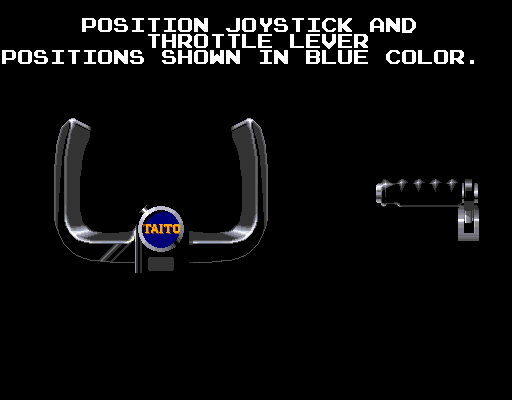 POSITION JOYSTICK AND
THROTTLE LEVER
POSITIONS SHOWN IN BLUE COLOR.
TAITO